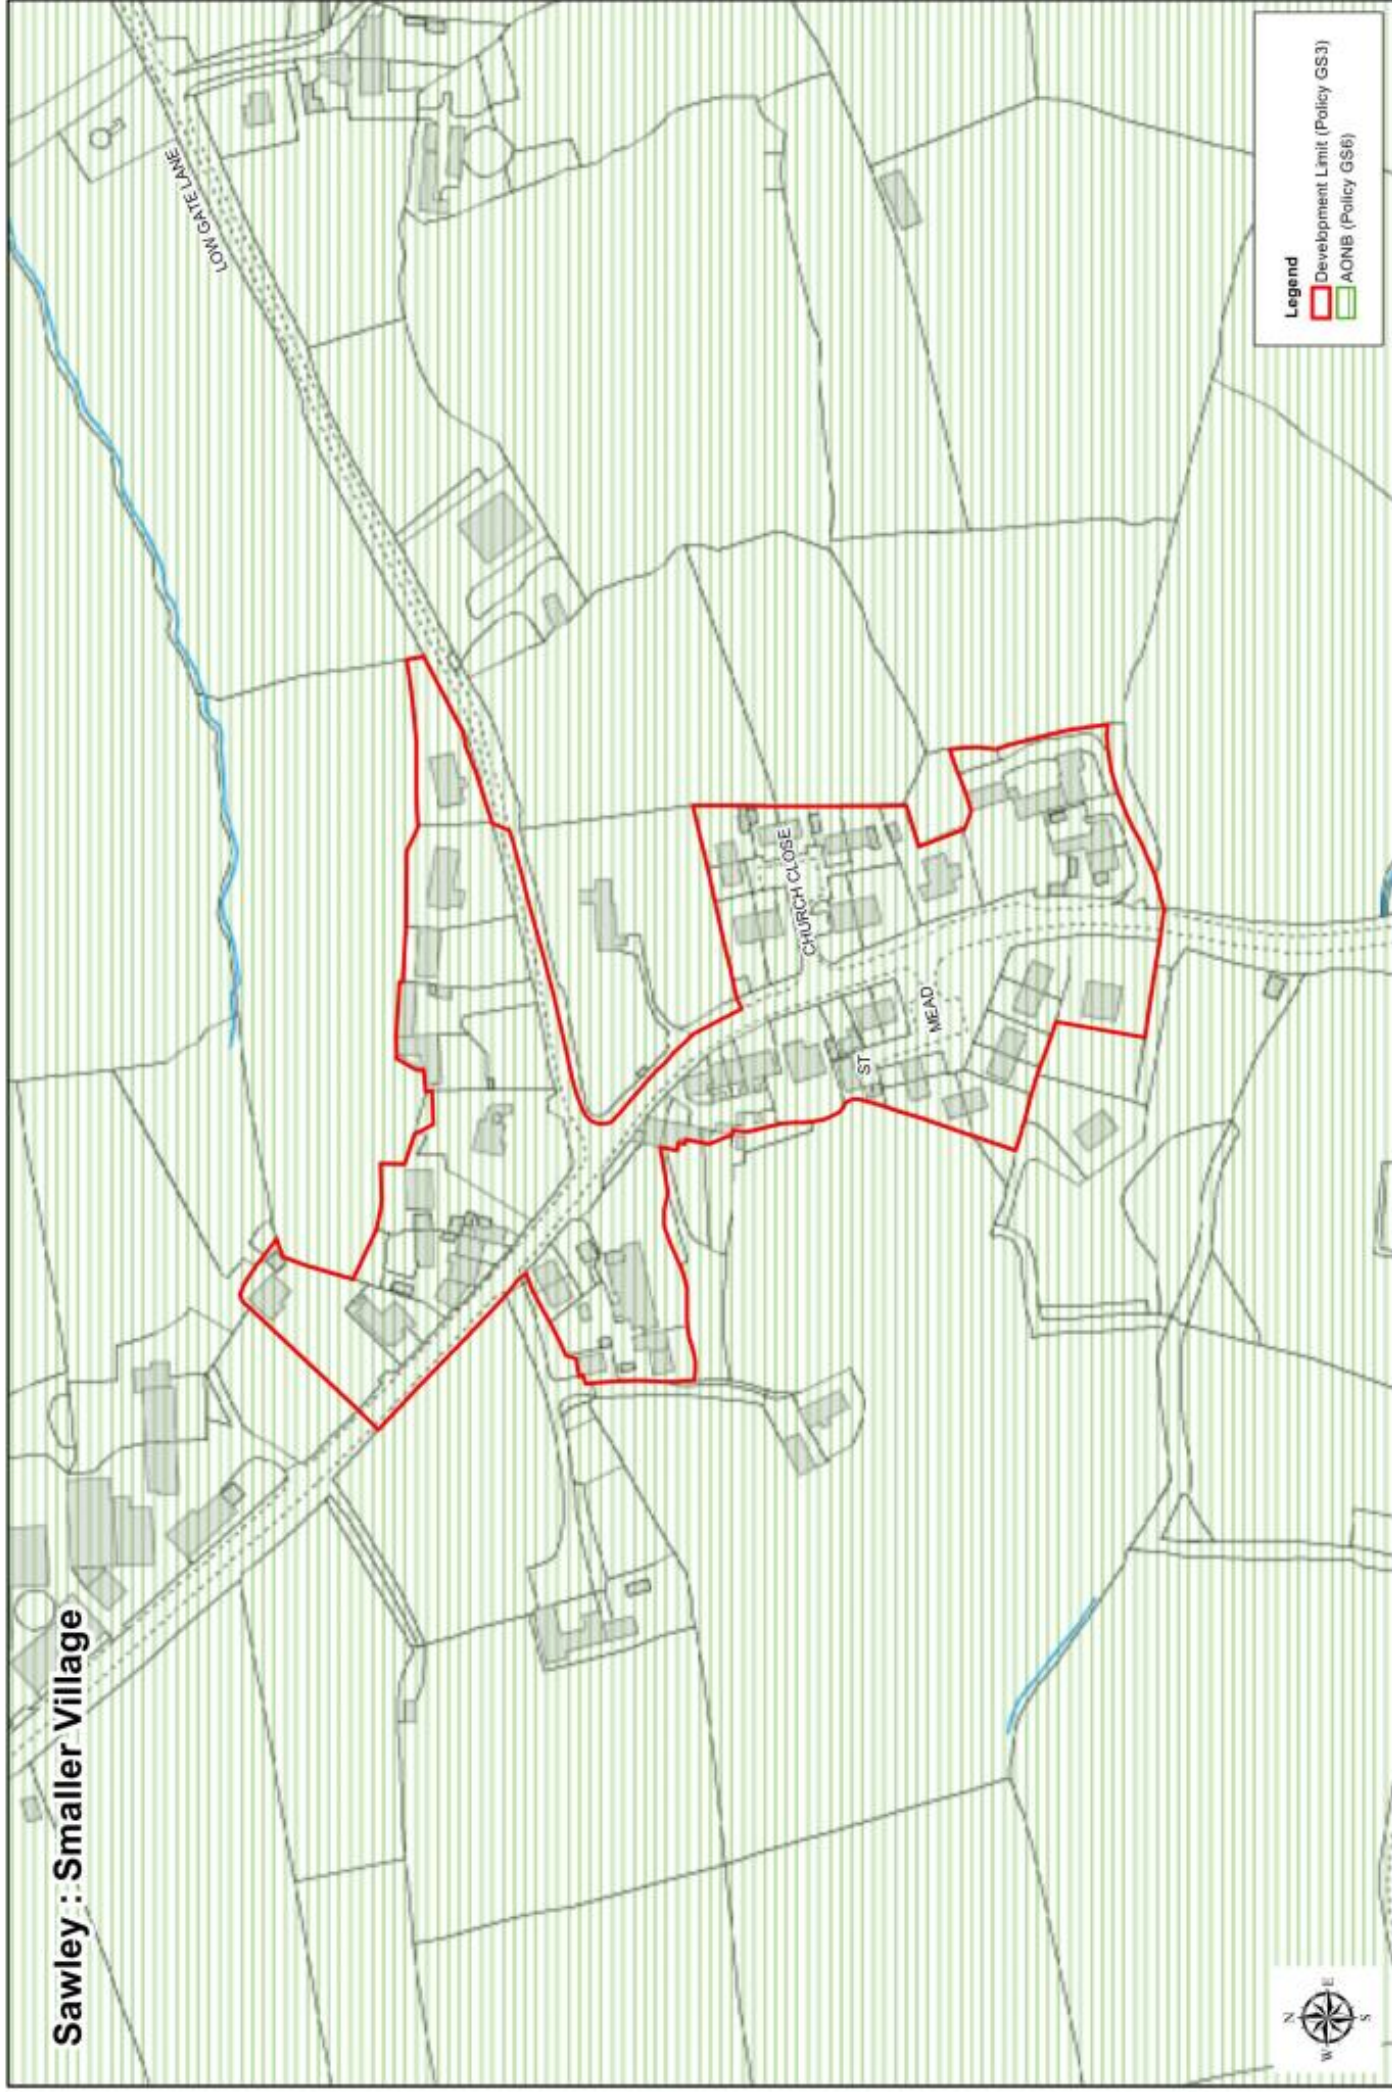 Sawley : Smaller Village
LOW GATE LANE
CHURCH CLOSE
ST
MEAD
Legend
Development Limit (Policy GS3)
AONB (Policy GS6)
N
W E
S